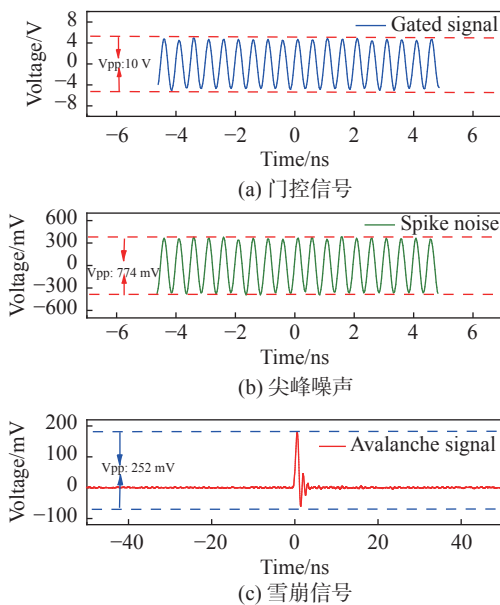 8
4
0
−4
−8
Voltage/V
Gated signal
Vpp:10 V
−6 −4 −2 0 2 4 6
Time/ns
(a) 门控信号
600
300
0
−300
−600
Voltage/mV
Spike noise
Vpp: 774 mV
−6 −4 −2 0 2 4 6
Time/ns
(b) 尖峰噪声
200
100
0
−100
Voltage/mV
Avalanche signal
Vpp: 252 mV
−40 −20 0 20 40
Time/ns
(c) 雪崩信号